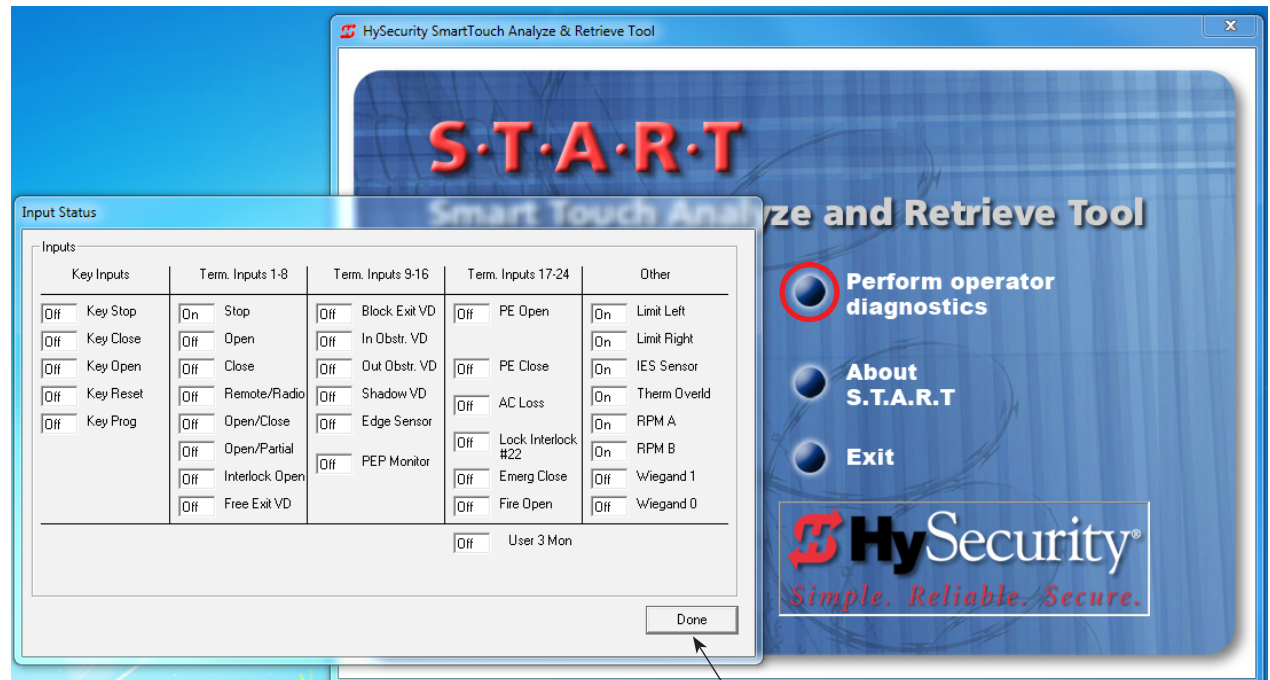 HySecurity SmartTouch Analyze & Retrieve Tool
x
S·T·A·R·T
Smart Touch Analyze and Retrieve Tool
Perform operator
diagnostics
About
S.T.A.R.T
Exit
HySecurity®
Simple. Reliable. Secure.
Input Status
Inputs
Key Inputs
Off Key Stop
Off Key Close
Off Key Open
Off Key Reset
Off Key Prog
Term. Inputs 1-8
On Stop
Off Open
Off Close
Off Remote/Radio
Off Open/Close
Off Open/Partial
Off Interlock Open
Off Free Exit VD
Term. Inputs 9-16
Off Block Exit VD
Off In Obstr. VD
Off Out Obstr. VD
Off Shadow VD
Off Edge Sensor
Off PEP Monitor
Term. Inputs 17-24
Off PE Open
Off PE Close
Off AC Loss
Off Lock Interlock
#22
Off Emerg Close
Off Fire Open
Off User 3 Mon
Other
On Limit Left
On Limit Right
On IES Sensor
On Therm Overld
On RPM A
On RPM B
Off Wiegand 1
Off Wiegand 0
Done